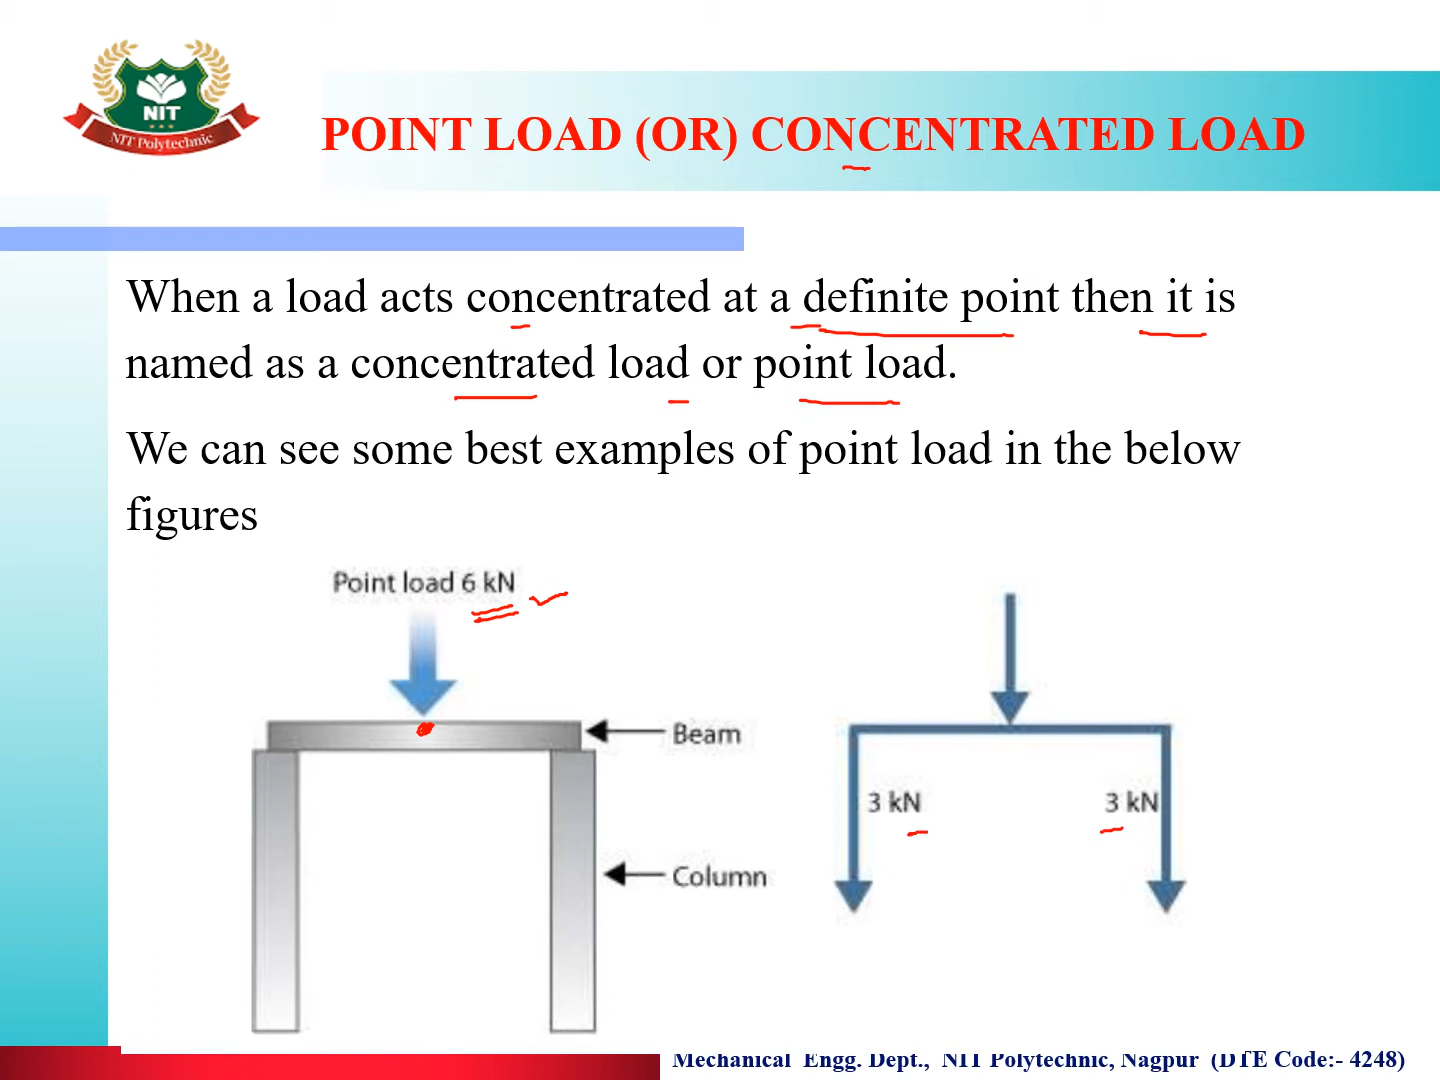 NIT
NIT Polytechnic
POINT LOAD (OR) CONCENTRATED LOAD
When a load acts concentrated at a definite point then it is
named as a concentrated load or point load.
We can see some best examples of point load in the below
figures
Point load 6 kN
Beam
3 kN
3 kN
Column
Mechanical Engg. Dept., NIT Polytechnic, Nagpur (DTE Code:- 4248)